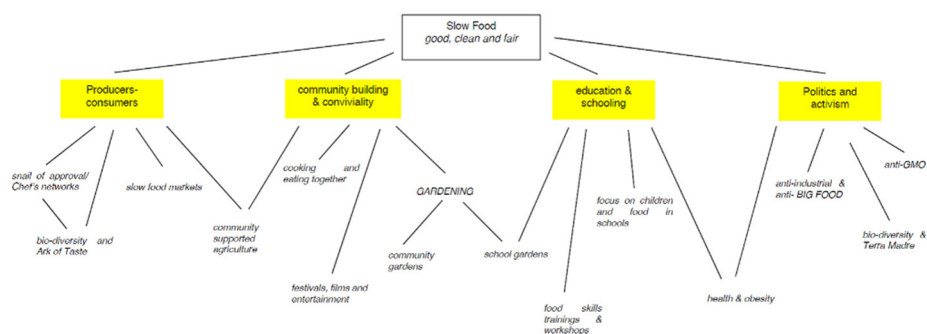 Slow Food
good, clean and fair
Producers-
consumers
community building
& conviviality
education &
schooling
Politics and
activism
snail of approval/
Chef's networks
slow food markets
cooking and
eating together
GARDENING
focus on children
and food in
schools
anti-industrial &
anti- BIG FOOD
anti-GMO
bio-diversity and
Ark of Taste
community
supported
agriculture
community
gardens
school gardens
bio-diversity &
Terra Madre
festivals, films and
entertainment
food skills
trainings &
workshops
health & obesity